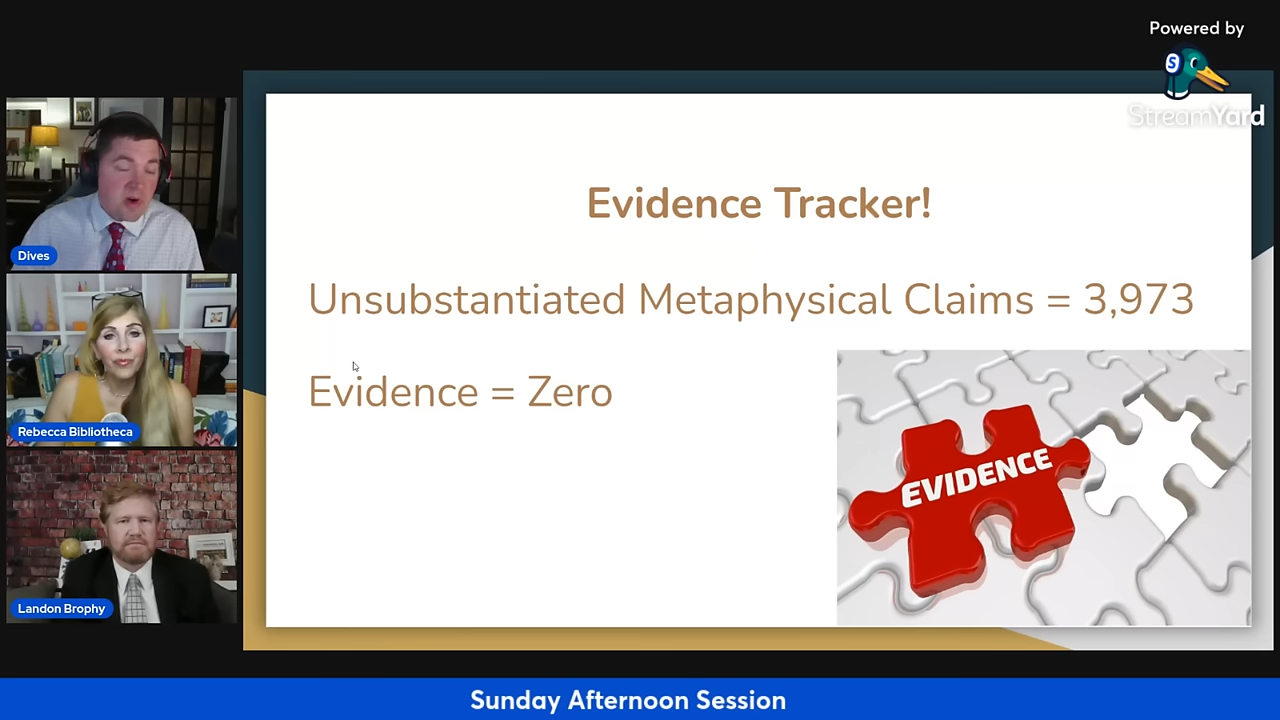 Powered by
StreamYard
Evidence Tracker!
Unsubstantiated Metaphysical Claims = 3,973
Evidence = Zero
EVIDENCE
Dives
Rebecca Bibliotheca
Landon Brophy
Sunday Afternoon Session